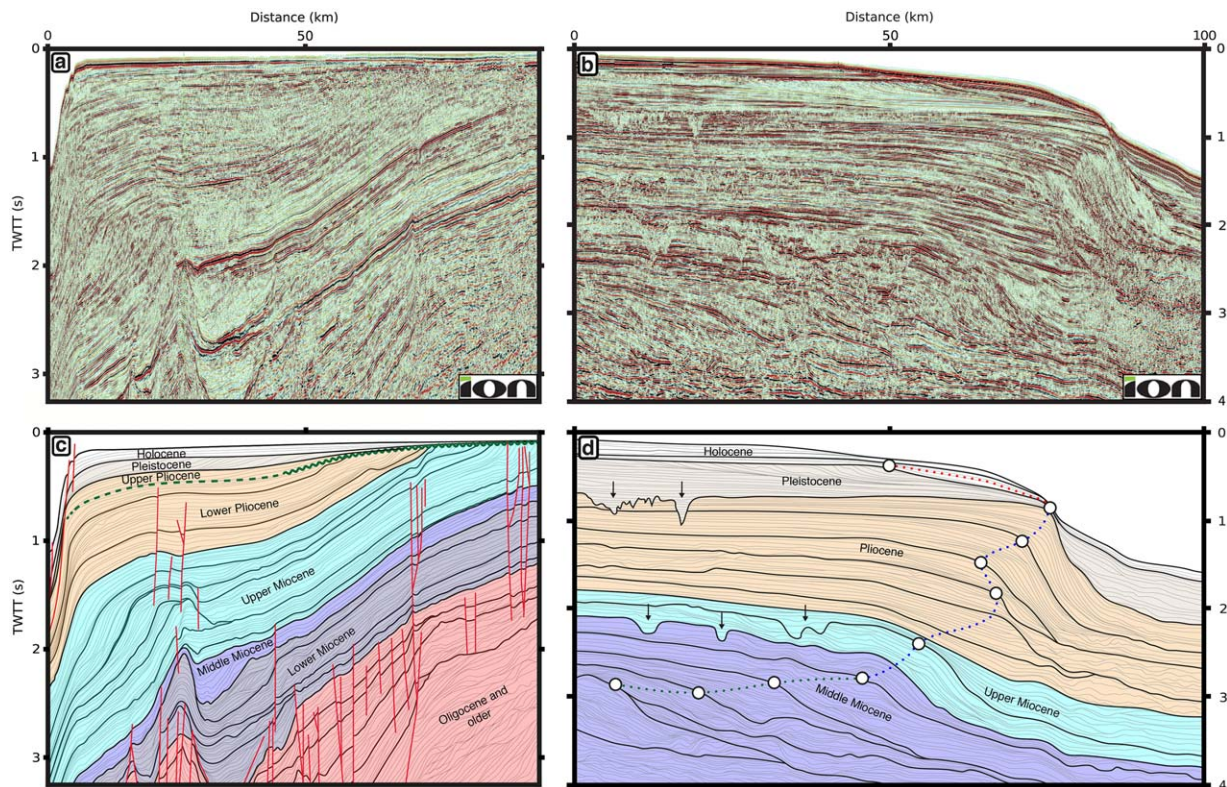 Distance (km)
Distance (km)
0
50
0
50
100
a
b
0
1
2
3
TWTT (s)
0
1
2
3
4
ion
ion
c
d
0
1
2
3
TWTT (s)
0
1
2
3
4
Holocene
Pleistocene
Upper Pliocene
Lower Pliocene
Upper Miocene
Middle Miocene
Lower Miocene
Oligocene and
older
Holocene
Pleistocene
Pliocene
Middle Miocene
Upper Miocene